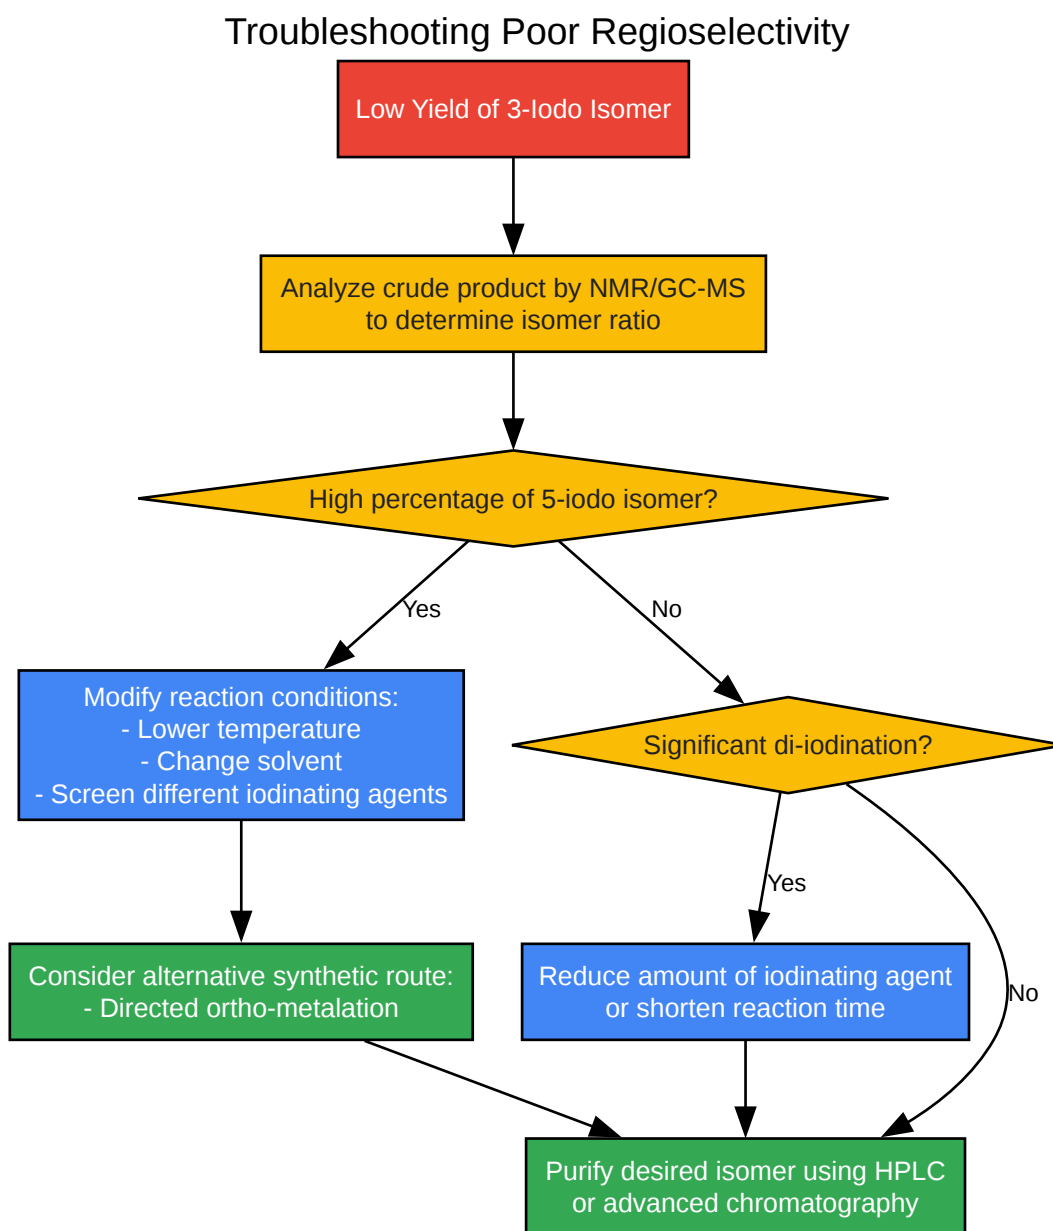 Troubleshooting Poor Regioselectivity
Low Yield of 3-Iodo Isomer
Analyze crude product by NMR/GC-MS
to determine isomer ratio
High percentage of 5-iodo isomer?
Yes
No
Modify reaction conditions:
- Lower temperature
- Change solvent
- Screen different iodinating agents
Significant di-iodination?
Yes
No
Consider alternative synthetic route:
- Directed ortho-metalation
Reduce amount of iodinating agent
or shorten reaction time
Purify desired isomer using HPLC
or advanced chromatography